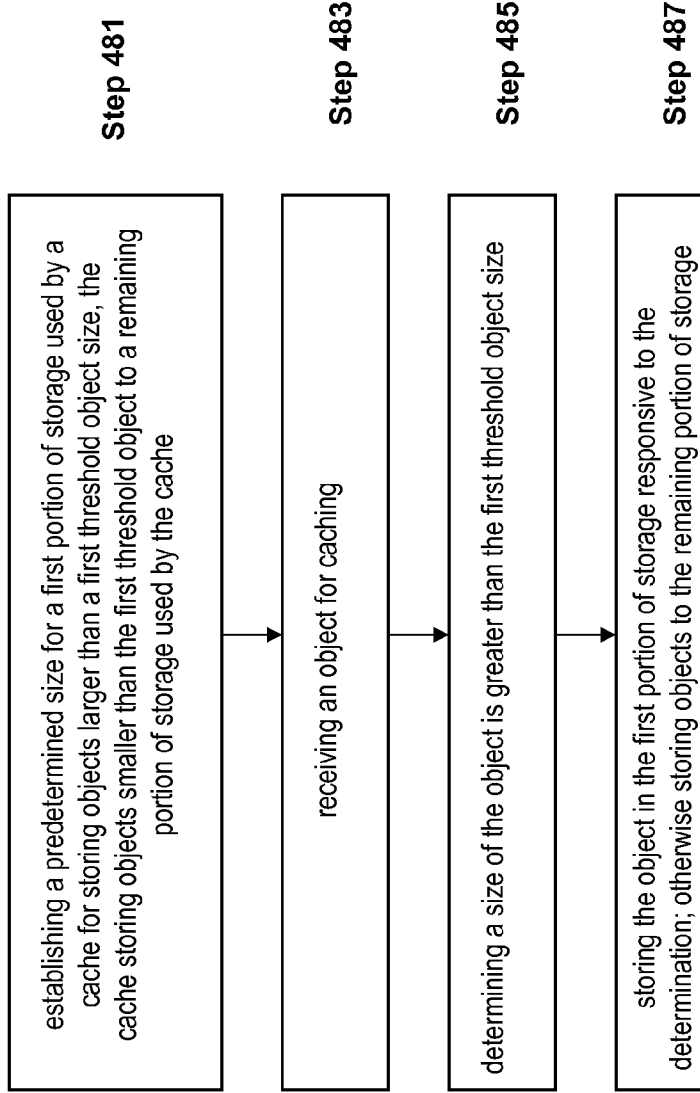 establishing a predetermined size for a first portion of storage used by a
cache for storing objects larger than a first threshold object size, the
cache storing objects smaller than the first threshold object to a remaining
portion of storage used by the cache
Step 481
receiving an object for caching
Step 483
determining a size of the object is greater than the first threshold object size
Step 485
storing the object in the first portion of storage responsive to the
determination; otherwise storing objects to the remaining portion of storage
Step 487